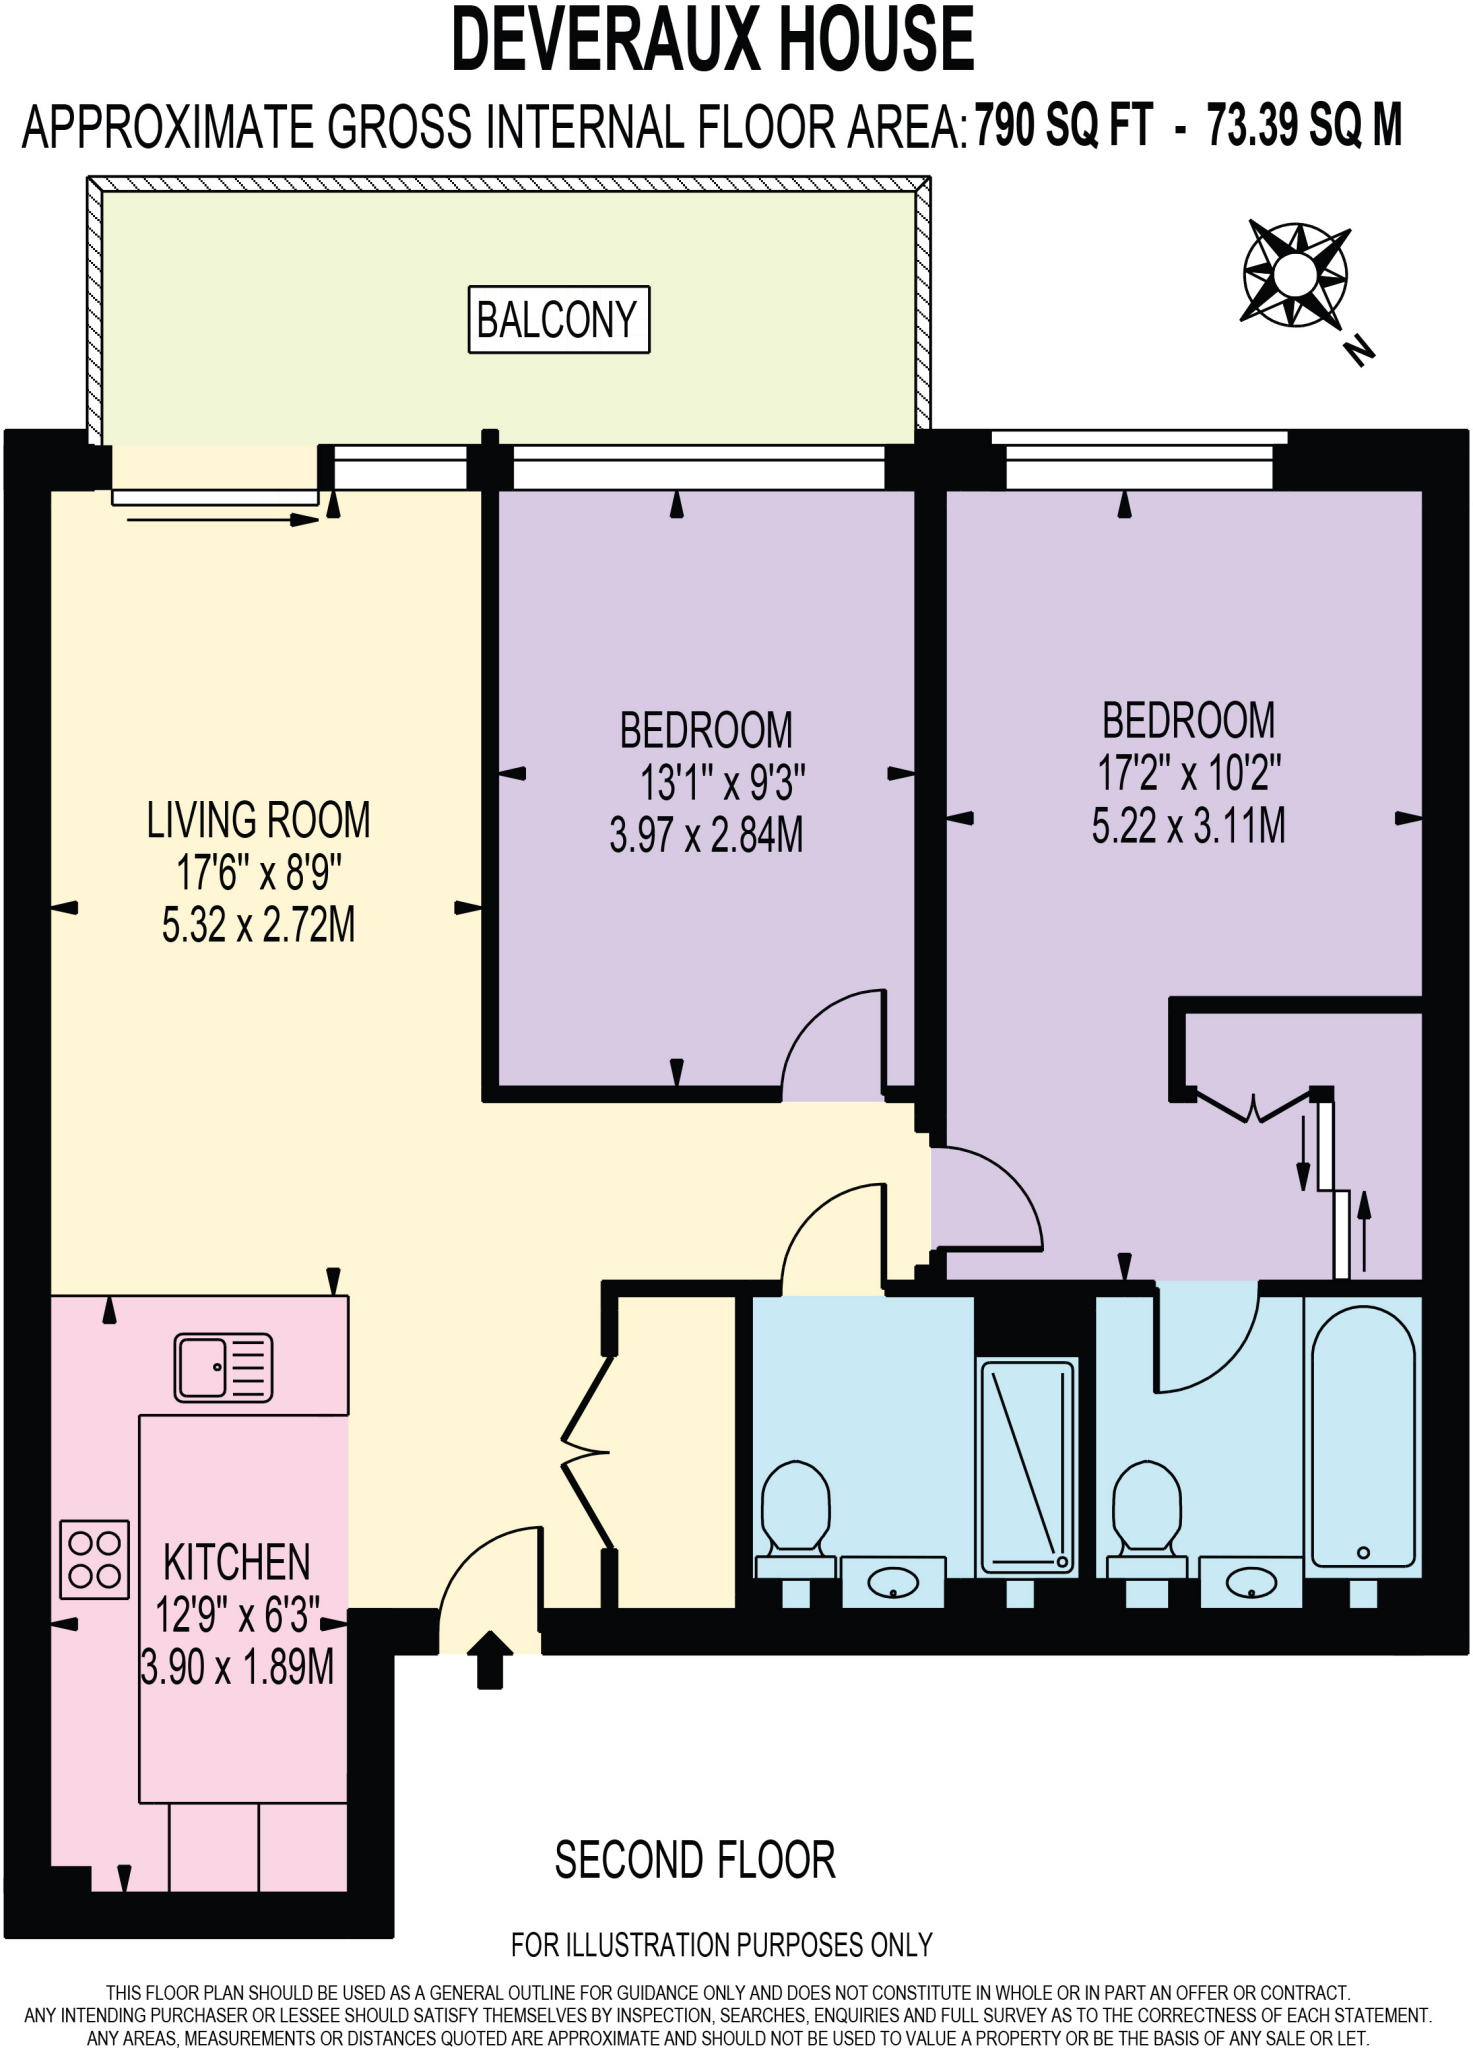 DEVERAUX HOUSE
APPROXIMATE GROSS INTERNAL FLOOR AREA: 790 SQ FT - 73.39 SQ M
BALCONY
N
BEDROOM
17'2" x 10'2"
5.22 x 3.11M
BEDROOM
13'1" x 9'3"
3.97 x 2.84M
LIVING ROOM
17'6" x 8'9"
5.32 x 2.72M
KITCHEN
12'9" x 6'3"
3.90 x 1.89M
SECOND FLOOR
FOR ILLUSTRATION PURPOSES ONLY
THIS FLOOR PLAN SHOULD BE USED AS A GENERAL OUTLINE FOR GUIDANCE ONLY AND DOES NOT CONSTITUTE IN WHOLE OR IN PART AN OFFER OR CONTRACT.
ANY INTENDING PURCHASER OR LESSEE SHOULD SATISFY THEMSELVES BY INSPECTION, SEARCHES, ENQUIRIES AND FULL SURVEY AS TO THE CORRECTNESS OF EACH STATEMENT.
ANY AREAS, MEASUREMENTS OR DISTANCES QUOTED ARE APPROXIMATE AND SHOULD NOT BE USED TO VALUE A PROPERTY OR BE THE BASIS OF ANY SALE OR LET.